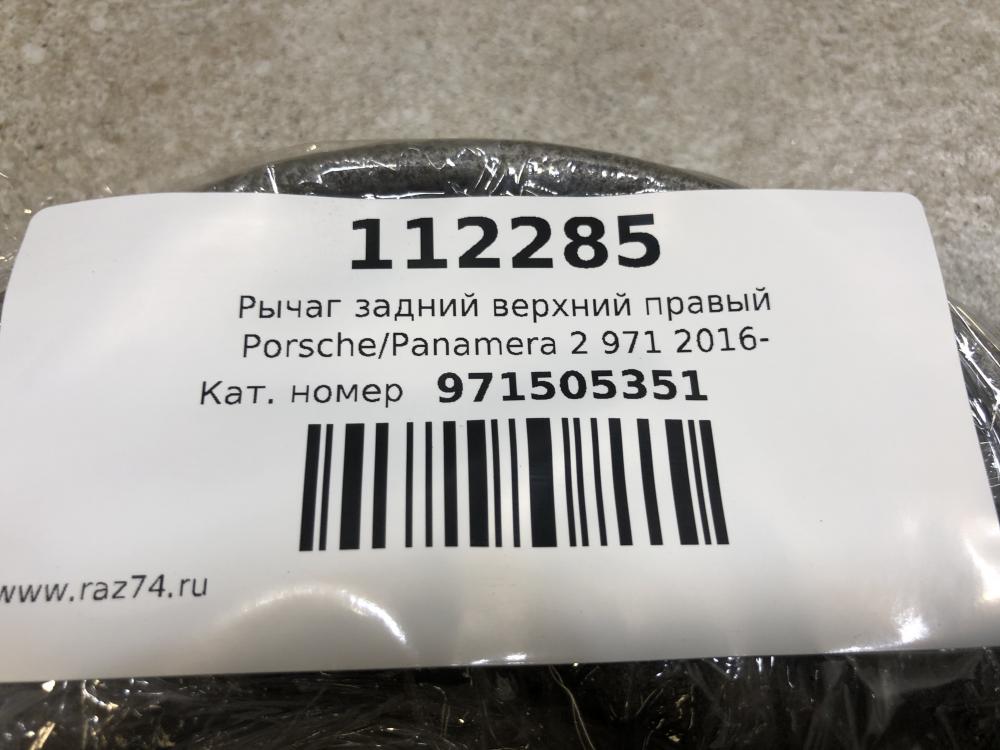 112285
Рычаг задний верхний правый
Porsche/Panamera 2 971 2016-
Кат. номер 971505351
www.raz74.ru